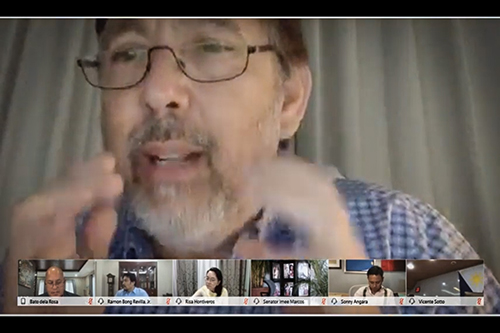 Bato dela Rosa
Ramon Bong Revilla Jr.
Risa Hontiveros
Senator Imee Marcos
Sonny Angara
Vicente Sotto